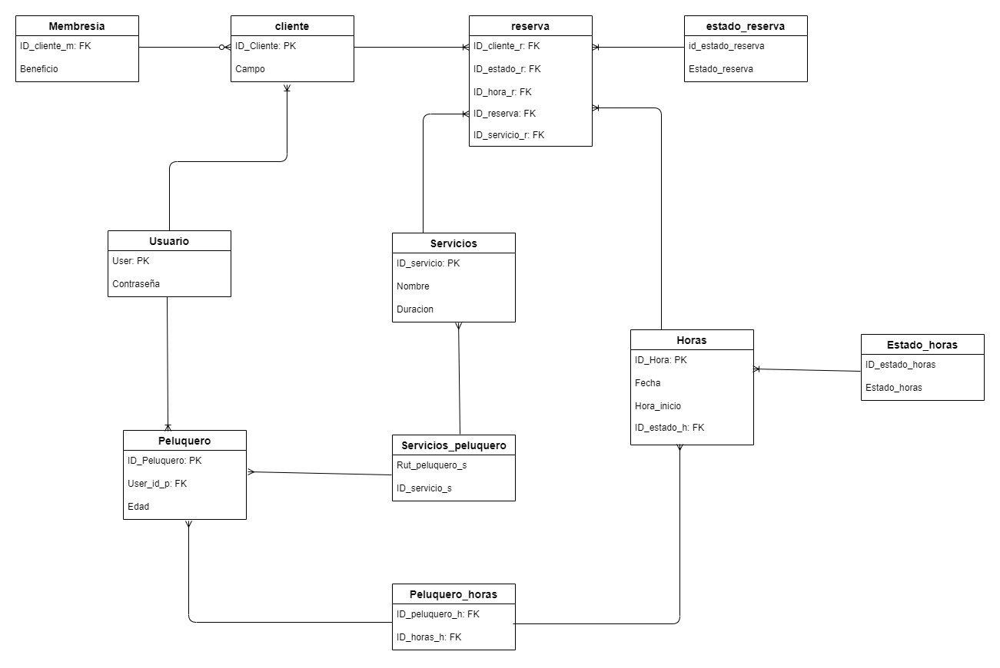 Membresia
ID_cliente_m: FK
Beneficio
cliente
ID_Cliente: PK
Campo
reserva
ID_cliente_r: FK
ID_estado_r: FK
ID_hora_r: FK
ID_reserva: FK
ID_servicio_r: FK
estado_reserva
id_estado_reserva
Estado_reserva
Usuario
User: PK
Contraseña
Servicios
ID_servicio: PK
Nombre
Duracion
Horas
ID_Hora: PK
Fecha
Hora_inicio
ID_estado_h: FK
Estado_horas
ID_estado_horas
Estado_horas
Peluquero
ID_Peluquero: PK
User_id_p: FK
Edad
Servicios_peluquero
Rut_peluquero_s
ID_servicio_s
Peluquero_horas
ID_peluquero_h: FK
ID_horas_h: FK